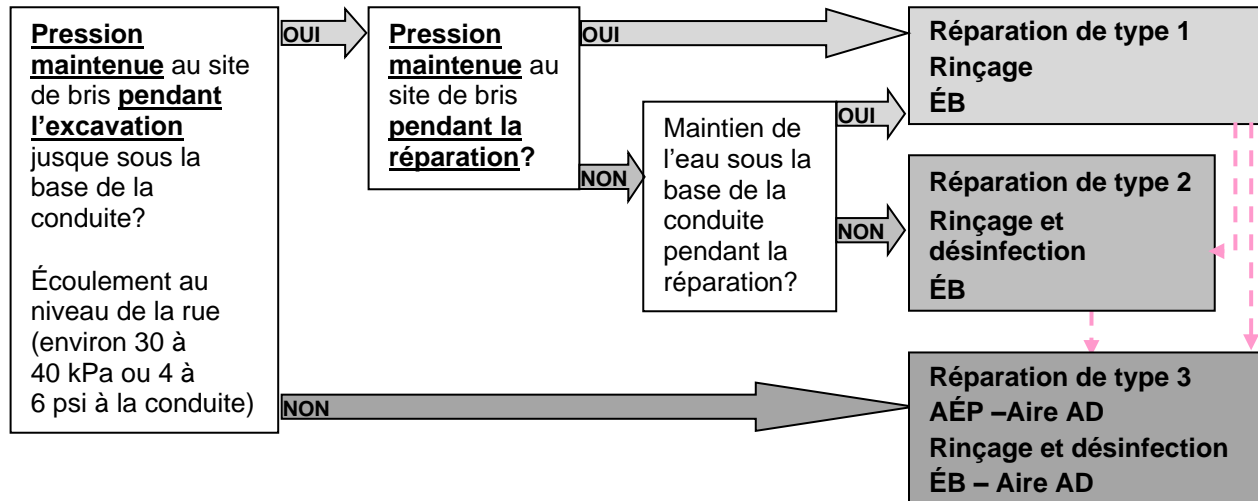 Pression
maintenue au site
de bris pendant
l’excavation
jusque sous la
base de la
conduite?
Écoulement au
niveau de la rue
(environ 30 à
40 kPa ou 4 à
6 psi à la conduite)
OUI
Pression
maintenue au
site de bris
pendant la
réparation?
OUI
NON
Maintien de
l’eau sous la
base de la
conduite
pendant la
réparation?
OUI
NON
Réparation de type 1
Rinçage
ÉB
Réparation de type 2
Rinçage et
désinfection
ÉB
NON
Réparation de type 3
AÉP –Aire AD
Rinçage et désinfection
ÉB – Aire AD